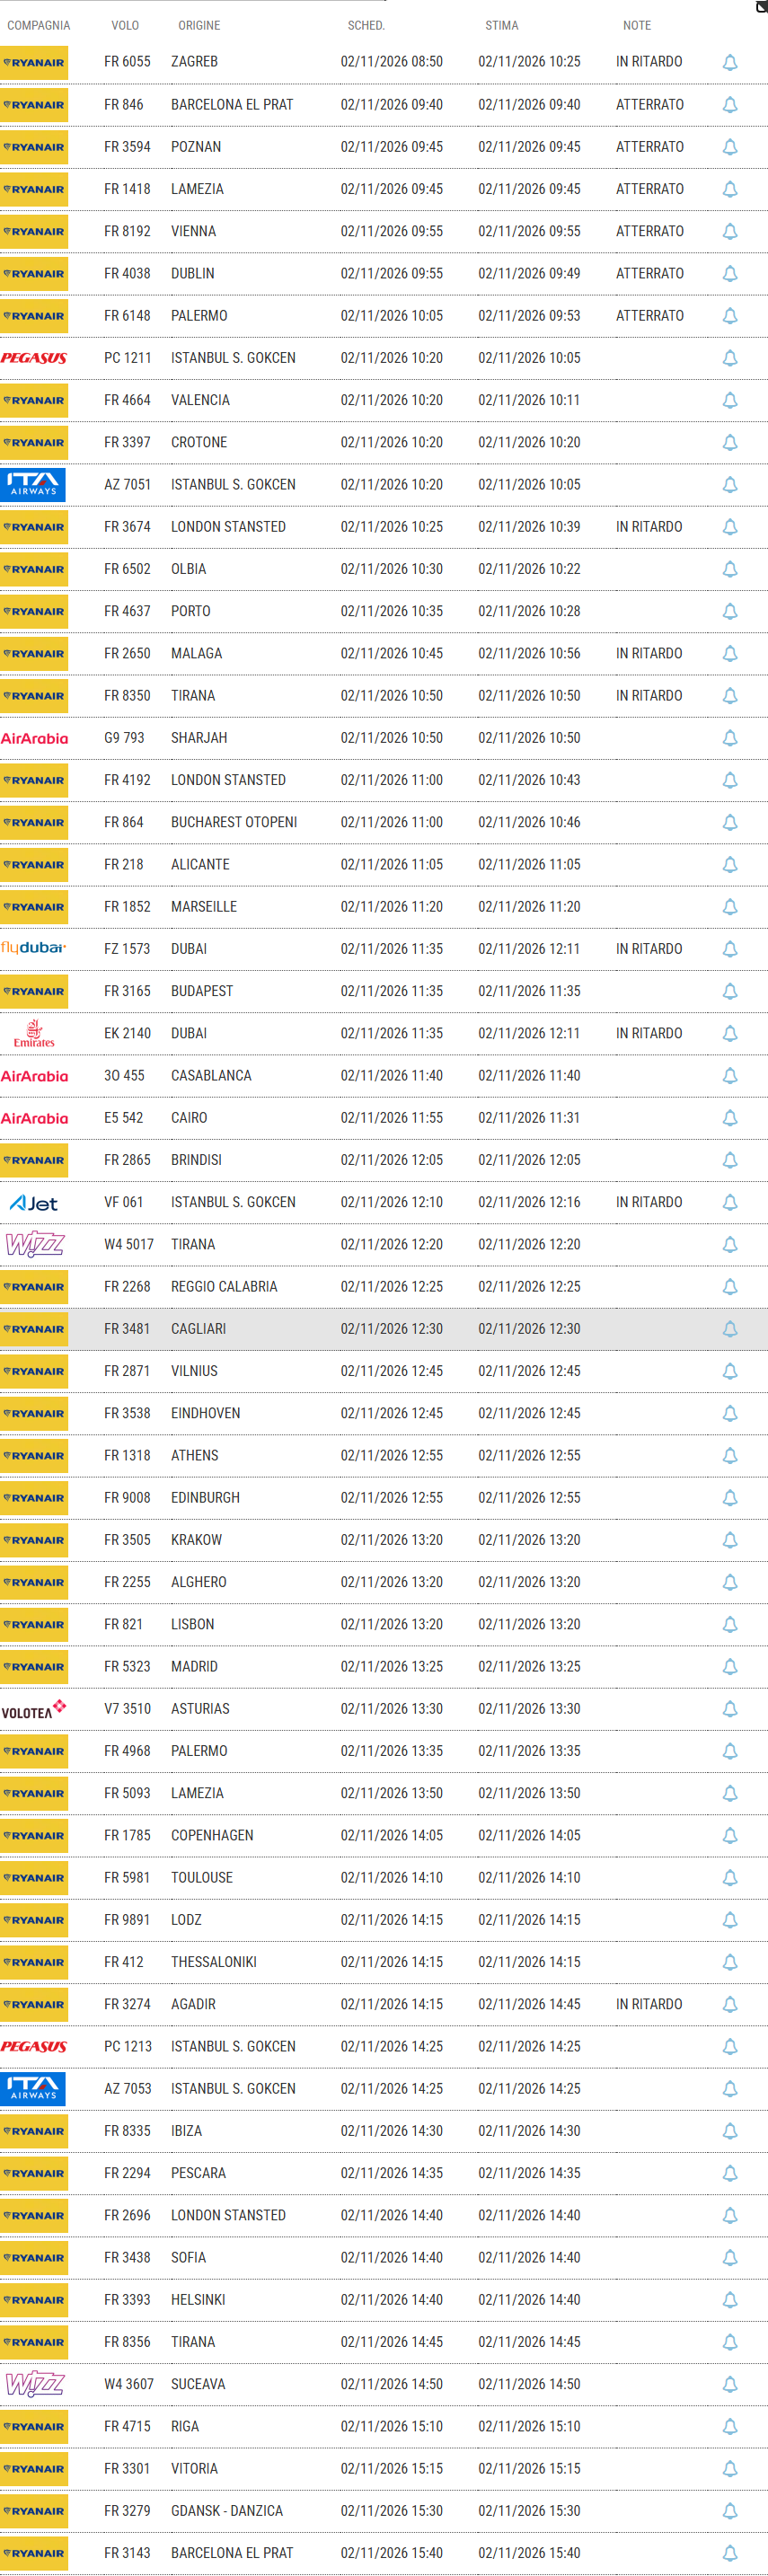 COMPAGNIA VOLO ORIGINE SCHED. STIMA NOTE
RYANAIR FR 6055 ZAGREB 02/11/2026 08:50 02/11/2026 10:25 IN RITARDO
RYANAIR FR 846 BARCELONA EL PRAT 02/11/2026 09:40 02/11/2026 09:40 ATTERRATO
RYANAIR FR 3594 POZNAN 02/11/2026 09:45 02/11/2026 09:45 ATTERRATO
RYANAIR FR 1418 LAMEZIA 02/11/2026 09:45 02/11/2026 09:45 ATTERRATO
RYANAIR FR 8192 VIENNA 02/11/2026 09:55 02/11/2026 09:55 ATTERRATO
RYANAIR FR 4038 DUBLIN 02/11/2026 09:55 02/11/2026 09:49 ATTERRATO
RYANAIR FR 6148 PALERMO 02/11/2026 10:05 02/11/2026 09:53 ATTERRATO
PEGASUS PC 1211 ISTANBUL S. GOKCEN 02/11/2026 10:20 02/11/2026 10:05
RYANAIR FR 4664 VALENCIA 02/11/2026 10:20 02/11/2026 10:11
RYANAIR FR 3397 CROTONE 02/11/2026 10:20 02/11/2026 10:20
ITA AIRWAYS AZ 7051 ISTANBUL S. GOKCEN 02/11/2026 10:20 02/11/2026 10:05
RYANAIR FR 3674 LONDON STANSTED 02/11/2026 10:25 02/11/2026 10:39 IN RITARDO
RYANAIR FR 6502 OLBIA 02/11/2026 10:30 02/11/2026 10:22
RYANAIR FR 4637 PORTO 02/11/2026 10:35 02/11/2026 10:28
RYANAIR FR 2650 MALAGA 02/11/2026 10:45 02/11/2026 10:56 IN RITARDO
RYANAIR FR 8350 TIRANA 02/11/2026 10:50 02/11/2026 10:50 IN RITARDO
AirArabia G9 793 SHARJAH 02/11/2026 10:50 02/11/2026 10:50
RYANAIR FR 4192 LONDON STANSTED 02/11/2026 11:00 02/11/2026 10:43
RYANAIR FR 864 BUCHAREST OTOPENI 02/11/2026 11:00 02/11/2026 10:46
RYANAIR FR 218 ALICANTE 02/11/2026 11:05 02/11/2026 11:05
RYANAIR FR 1852 MARSEILLE 02/11/2026 11:20 02/11/2026 11:20
flydubai FZ 1573 DUBAI 02/11/2026 11:35 02/11/2026 12:11 IN RITARDO
RYANAIR FR 3165 BUDAPEST 02/11/2026 11:35 02/11/2026 11:35
Emirates EK 2140 DUBAI 02/11/2026 11:35 02/11/2026 12:11 IN RITARDO
AirArabia 3O 455 CASABLANCA 02/11/2026 11:40 02/11/2026 11:40
AirArabia E5 542 CAIRO 02/11/2026 11:55 02/11/2026 11:31
RYANAIR FR 2865 BRINDISI 02/11/2026 12:05 02/11/2026 12:05
AJet VF 061 ISTANBUL S. GOKCEN 02/11/2026 12:10 02/11/2026 12:16 IN RITARDO
WIZZ W4 5017 TIRANA 02/11/2026 12:20 02/11/2026 12:20
RYANAIR FR 2268 REGGIO CALABRIA 02/11/2026 12:25 02/11/2026 12:25
RYANAIR FR 3481 CAGLIARI 02/11/2026 12:30 02/11/2026 12:30
RYANAIR FR 2871 VILNIUS 02/11/2026 12:45 02/11/2026 12:45
RYANAIR FR 3538 EINDHOVEN 02/11/2026 12:45 02/11/2026 12:45
RYANAIR FR 1318 ATHENS 02/11/2026 12:55 02/11/2026 12:55
RYANAIR FR 9008 EDINBURGH 02/11/2026 12:55 02/11/2026 12:55
RYANAIR FR 3505 KRAKOW 02/11/2026 13:20 02/11/2026 13:20
RYANAIR FR 2255 ALGHERO 02/11/2026 13:20 02/11/2026 13:20
RYANAIR FR 821 LISBON 02/11/2026 13:20 02/11/2026 13:20
RYANAIR FR 5323 MADRID 02/11/2026 13:25 02/11/2026 13:25
VOLOTEA V7 3510 ASTURIAS 02/11/2026 13:30 02/11/2026 13:30
RYANAIR FR 4968 PALERMO 02/11/2026 13:35 02/11/2026 13:35
RYANAIR FR 5093 LAMEZIA 02/11/2026 13:50 02/11/2026 13:50
RYANAIR FR 1785 COPENHAGEN 02/11/2026 14:05 02/11/2026 14:05
RYANAIR FR 5981 TOULOUSE 02/11/2026 14:10 02/11/2026 14:10
RYANAIR FR 9891 LODZ 02/11/2026 14:15 02/11/2026 14:15
RYANAIR FR 412 THESSALONIKI 02/11/2026 14:15 02/11/2026 14:15
RYANAIR FR 3274 AGADIR 02/11/2026 14:15 02/11/2026 14:45 IN RITARDO
PEGASUS PC 1213 ISTANBUL S. GOKCEN 02/11/2026 14:25 02/11/2026 14:25
ITA AIRWAYS AZ 7053 ISTANBUL S. GOKCEN 02/11/2026 14:25 02/11/2026 14:25
RYANAIR FR 8335 IBIZA 02/11/2026 14:30 02/11/2026 14:30
RYANAIR FR 2294 PESCARA 02/11/2026 14:35 02/11/2026 14:35
RYANAIR FR 2696 LONDON STANSTED 02/11/2026 14:40 02/11/2026 14:40
RYANAIR FR 3438 SOFIA 02/11/2026 14:40 02/11/2026 14:40
RYANAIR FR 3393 HELSINKI 02/11/2026 14:40 02/11/2026 14:40
RYANAIR FR 8356 TIRANA 02/11/2026 14:45 02/11/2026 14:45
WIZZ W4 3607 SUCEAVA 02/11/2026 14:50 02/11/2026 14:50
RYANAIR FR 4715 RIGA 02/11/2026 15:10 02/11/2026 15:10
RYANAIR FR 3301 VITORIA 02/11/2026 15:15 02/11/2026 15:15
RYANAIR FR 3279 GDANSK - DANZICA 02/11/2026 15:30 02/11/2026 15:30
RYANAIR FR 3143 BARCELONA EL PRAT 02/11/2026 15:40 02/11/2026 15:40